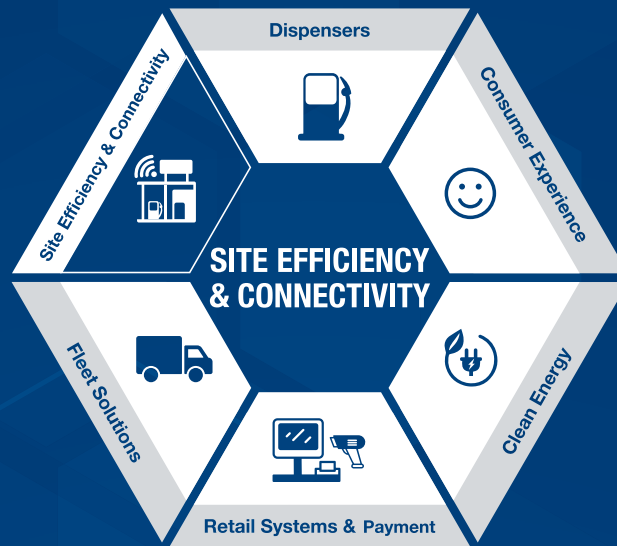 Dispensers
Site Efficiency & Connectivity
Consumer Experience
SITE EFFICIENCY
& CONNECTIVITY
Fleet Solutions
Clean Energy
Retail Systems & Payment